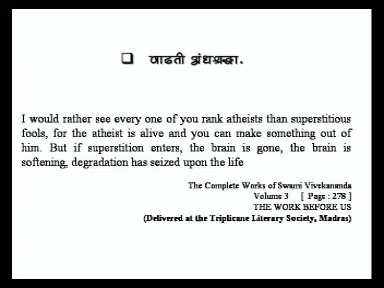 ❑ वाढती अंधश्रद्धा.
I would rather see every one of you rank atheists than superstitious
fools, for the atheist is alive and you can make something out of
him. But if superstition enters, the brain is gone, the brain is
softening, degradation has seized upon the life
The Complete Works of Swami Vivekananda
Volume 3 [ Page : 278 ]
THE WORK BEFORE US
(Delivered at the Triplicane Literary Society, Madras)